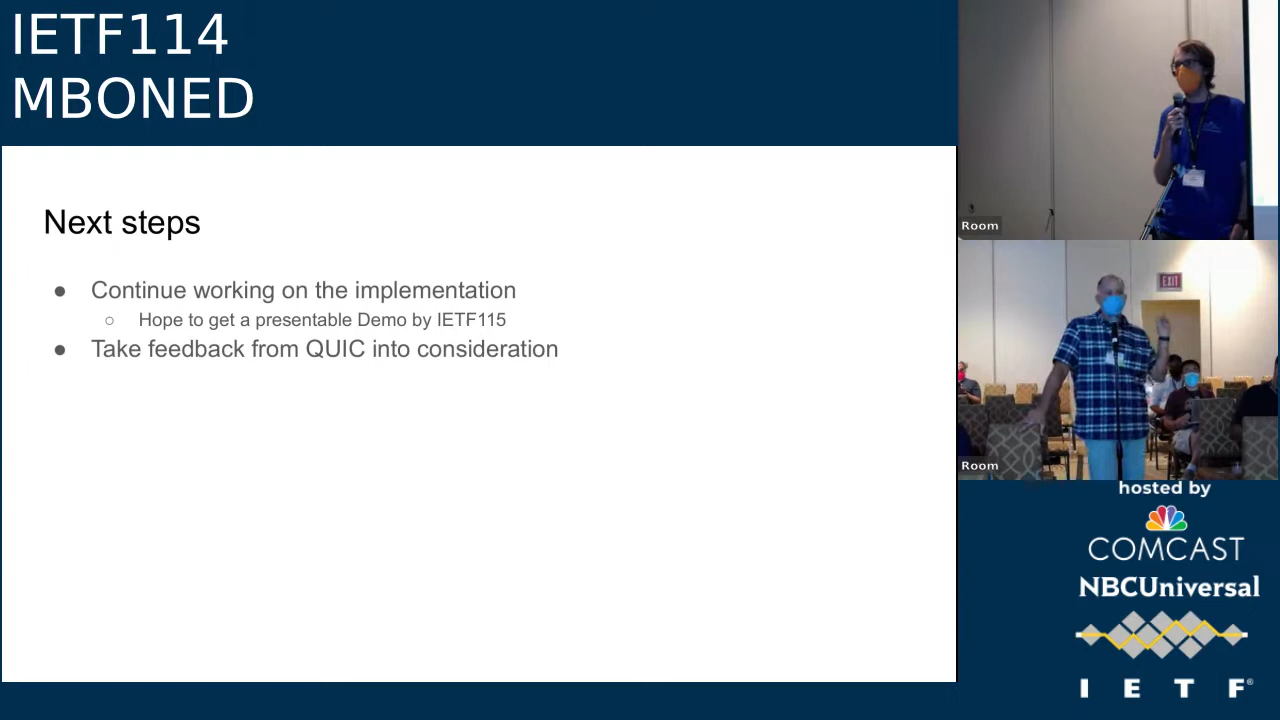 IETF114
MBONED
Next steps
● Continue working on the implementation
○ Hope to get a presentable Demo by IETF115
● Take feedback from QUIC into consideration
Room
EXIT
Room
hosted by
COMCAST
NBCUniversal
I E T F®